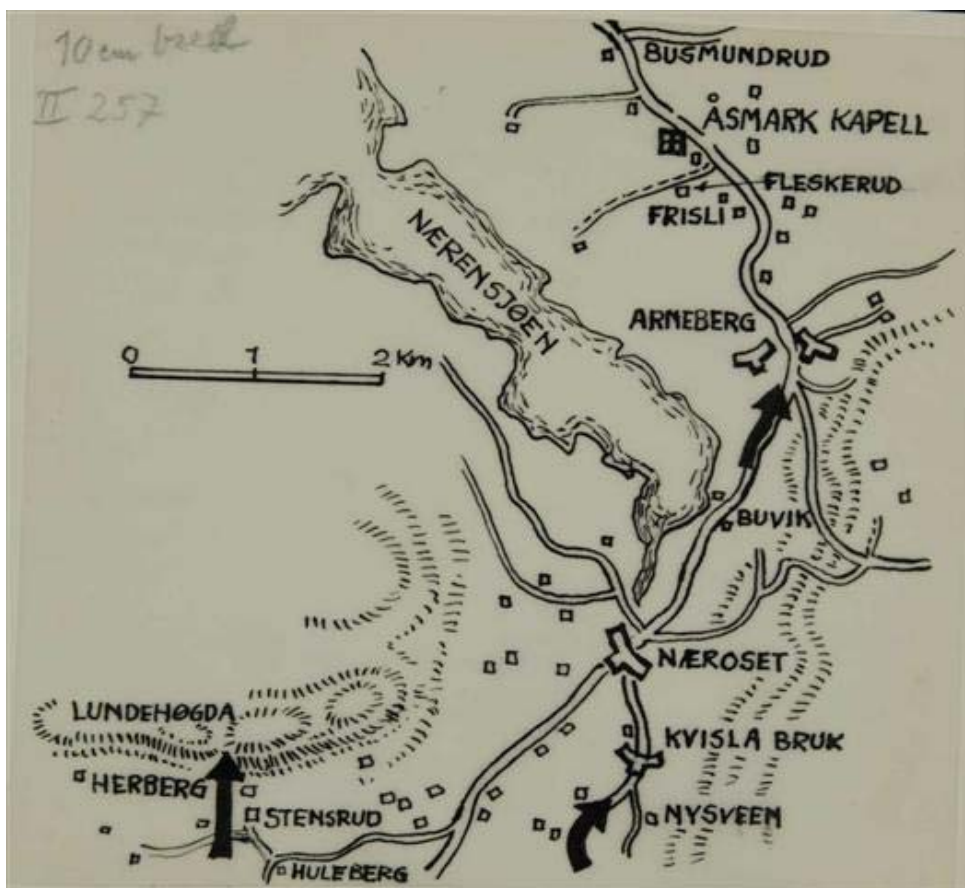 10 cm bredt
II 257
BUSMUNDRUD
ÅSMARK KAPELL
FLESKERUD
FRISLI
NÆRENSJØEN
ARNEBERG
0 1 2 Km
BUVIK
NÆROSET
LUNDEHØGDA
KVISLA BRUK
HERBERG
STENSRUD
NYSVEEN
HULEBERG